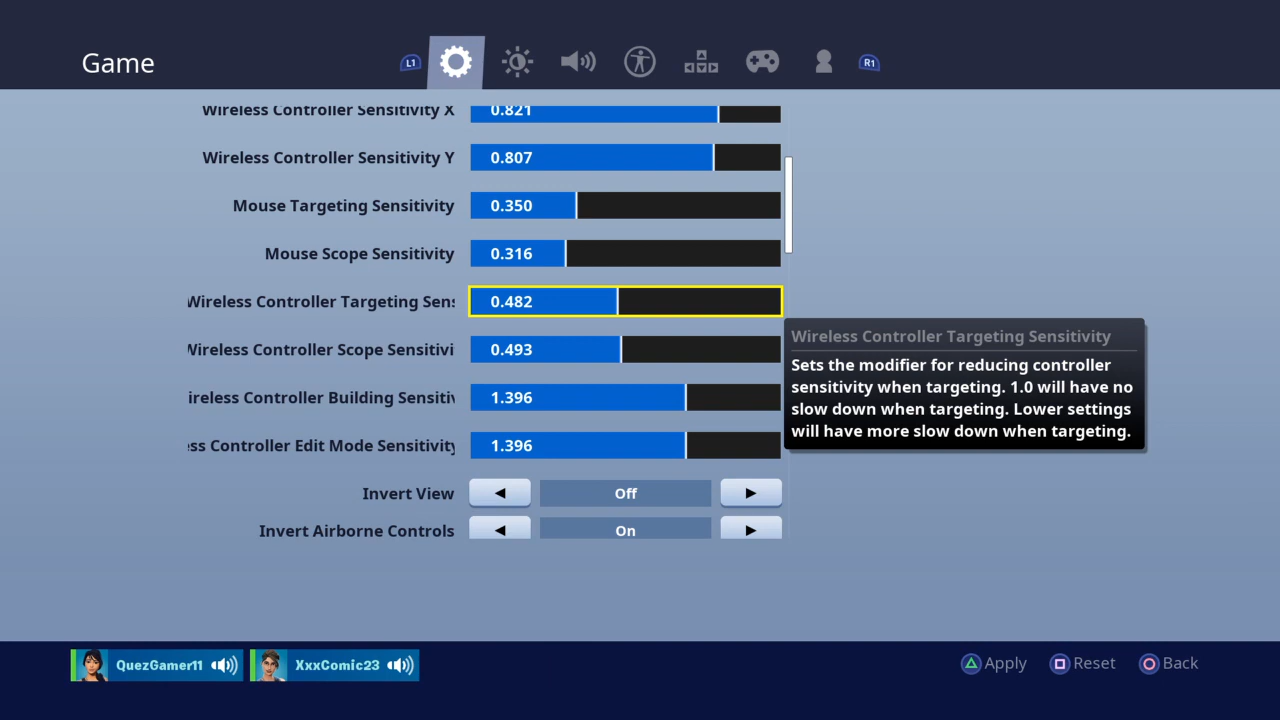 Game
L1
R1
Wireless Controller Sensitivity X
0.821
Wireless Controller Sensitivity Y
0.807
Mouse Targeting Sensitivity
0.350
Mouse Scope Sensitivity
0.316
Wireless Controller Targeting Sens
0.482
Wireless Controller Scope Sensitivi
0.493
ireless Controller Building Sensitiv
1.396
ss Controller Edit Mode Sensitivity
1.396
Invert View
Off
Invert Airborne Controls
On
Wireless Controller Targeting Sensitivity
Sets the modifier for reducing controller
sensitivity when targeting. 1.0 will have no
slow down when targeting. Lower settings
will have more slow down when targeting.
QuezGamer11
XxxComic23
Apply
Reset
Back